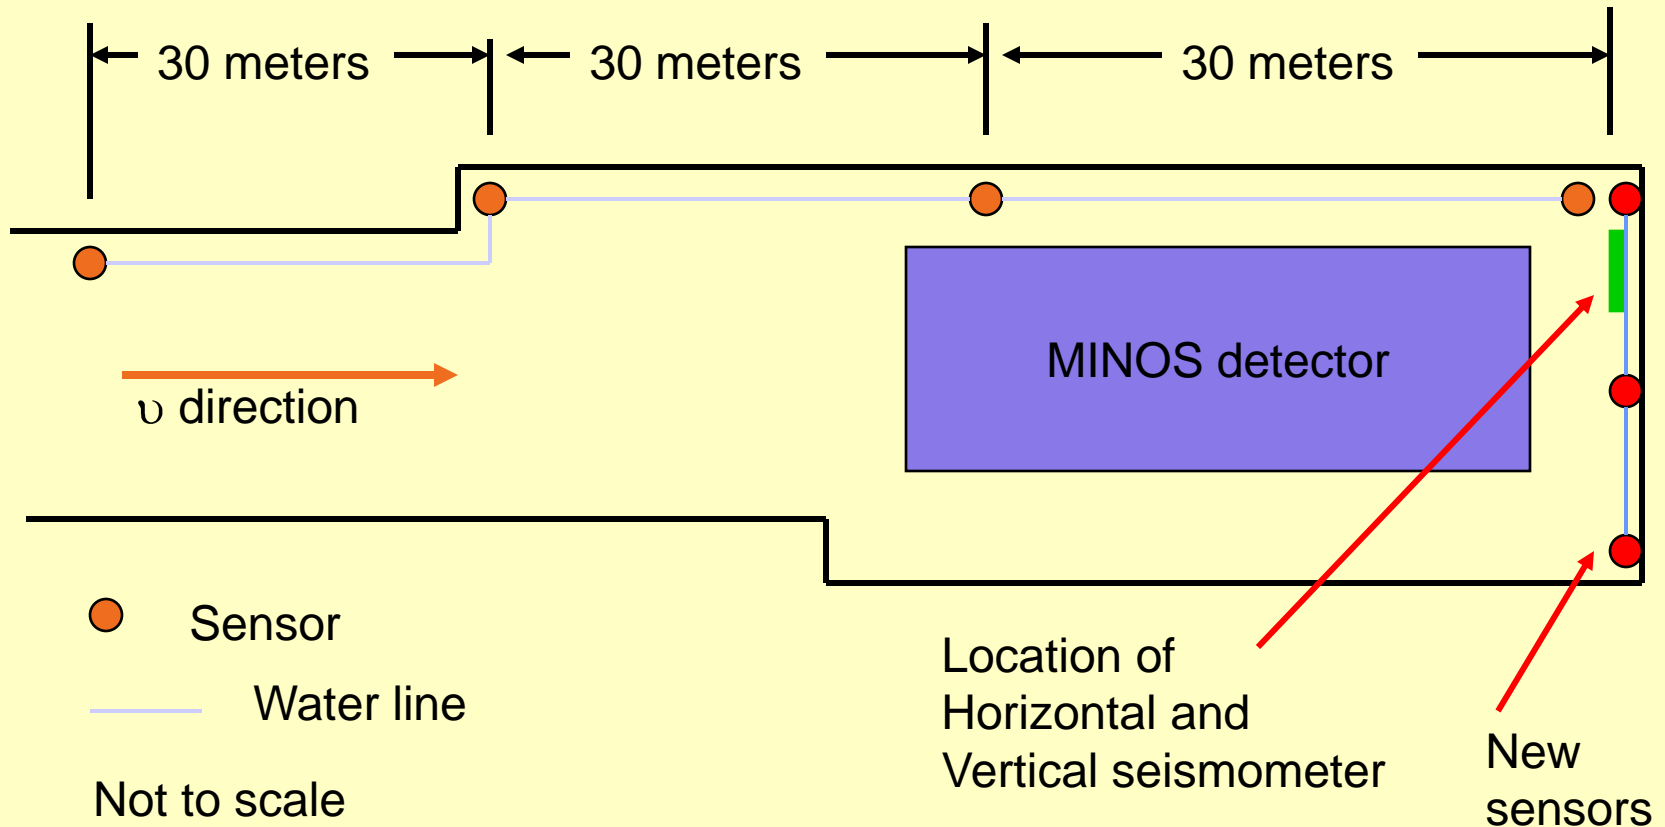 30 meters 30 meters 30 meters
MINOS detector
υ direction
Sensor
Water line
Not to scale
Location of
Horizontal and
Vertical seismometer
New
sensors